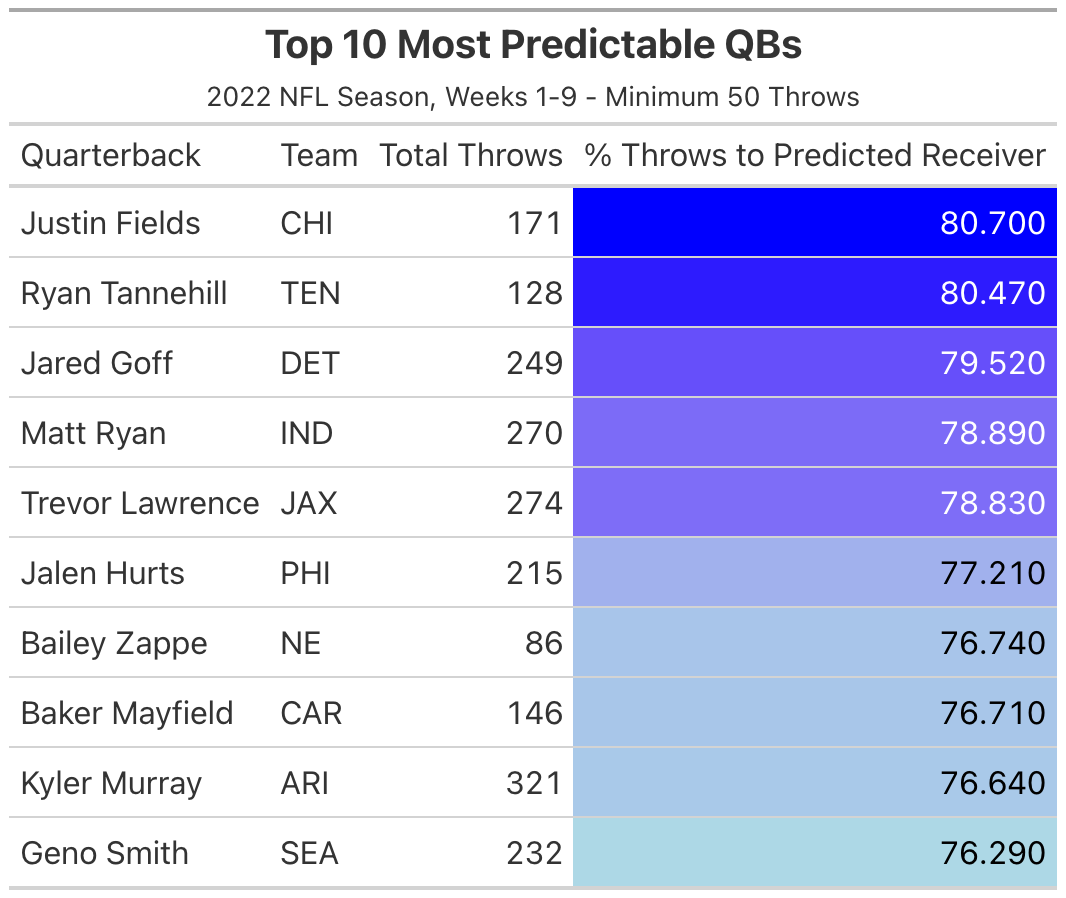 Top 10 Most Predictable QBs
2022 NFL Season, Weeks 1-9 - Minimum 50 Throws
Quarterback Team Total Throws % Throws to Predicted Receiver
Justin Fields CHI 171 80.700
Ryan Tannehill TEN 128 80.470
Jared Goff DET 249 79.520
Matt Ryan IND 270 78.890
Trevor Lawrence JAX 274 78.830
Jalen Hurts PHI 215 77.210
Bailey Zappe NE 86 76.740
Baker Mayfield CAR 146 76.710
Kyler Murray ARI 321 76.640
Geno Smith SEA 232 76.290